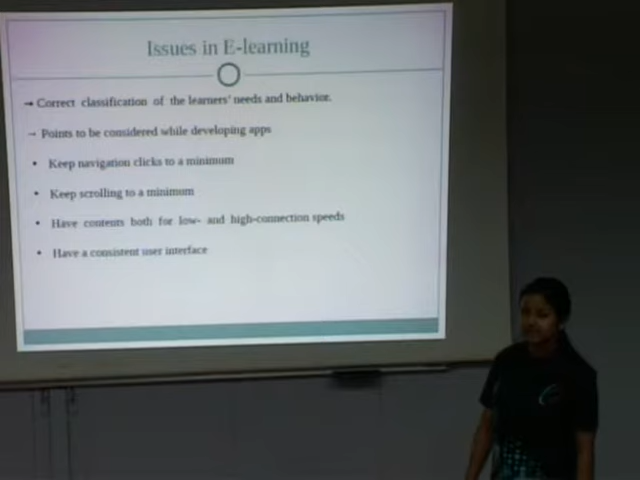 Issues in E-learning
→ Correct classification of the learners' needs and behavior.
→ Points to be considered while developing apps
• Keep navigation clicks to a minimum
• Keep scrolling to a minimum
• Have contents both for low- and high-connection speeds
• Have a consistent user interface